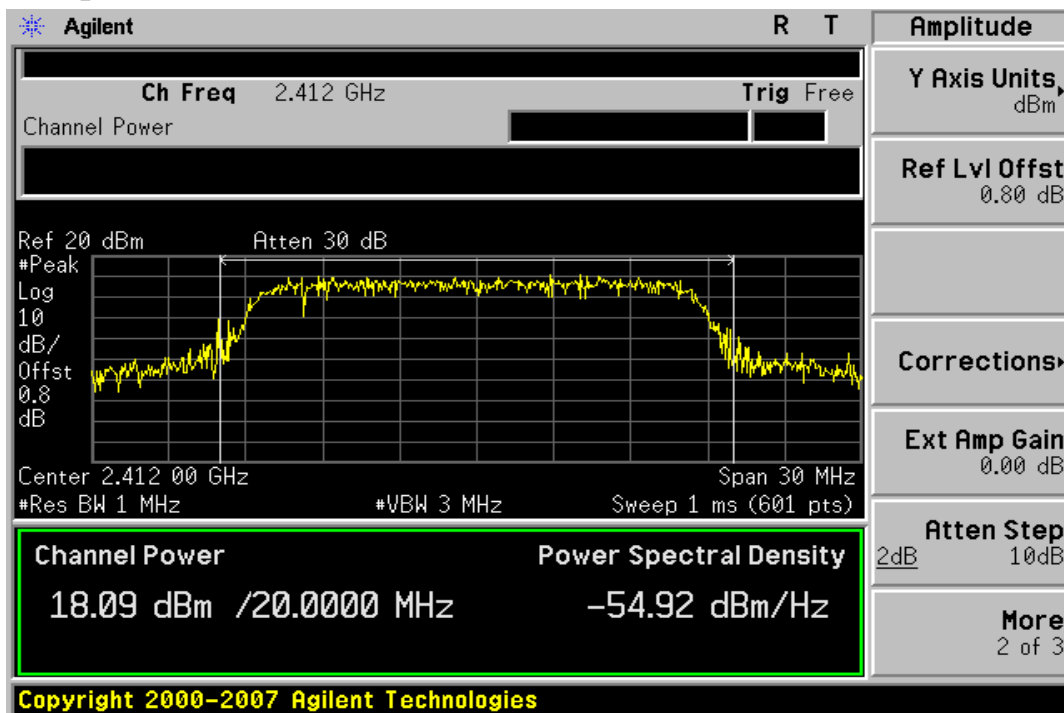 Agilent R T
Ch Freq 2.412 GHz Trig Free
Channel Power
Ref 20 dBm Atten 30 dB
#Peak
Log
10
dB/
Offst
0.8
dB
Center 2.412 00 GHz Span 30 MHz
#Res BW 1 MHz #VBW 3 MHz Sweep 1 ms (601 pts)
Channel Power Power Spectral Density
18.09 dBm /20.0000 MHz -54.92 dBm/Hz
Copyright 2000-2007 Agilent Technologies
Amplitude
Y Axis Units
dBm
Ref Lvl Offst
0.80 dB
Corrections
Ext Amp Gain
0.00 dB
Atten Step
2dB 10dB
More
2 of 3